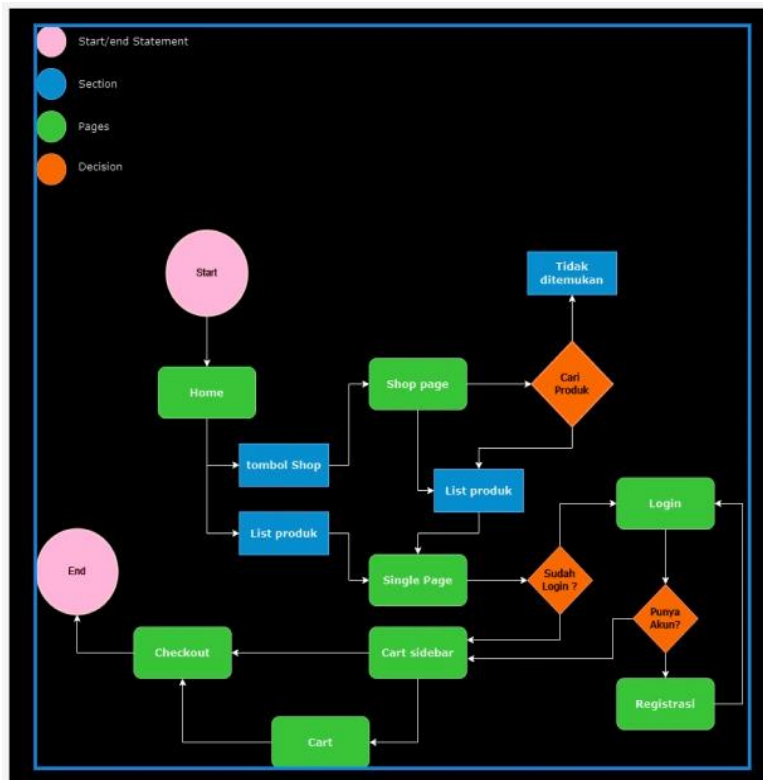 Start/end Statement
Section
Pages
Decision
Start
Tidak
ditemukan
Home
Shop page
Cari
Produk
tombol Shop
List produk
List produk
Login
End
Single Page
Sudah
Login ?
Punya
Akun?
Checkout
Cart sidebar
Registrasi
Cart